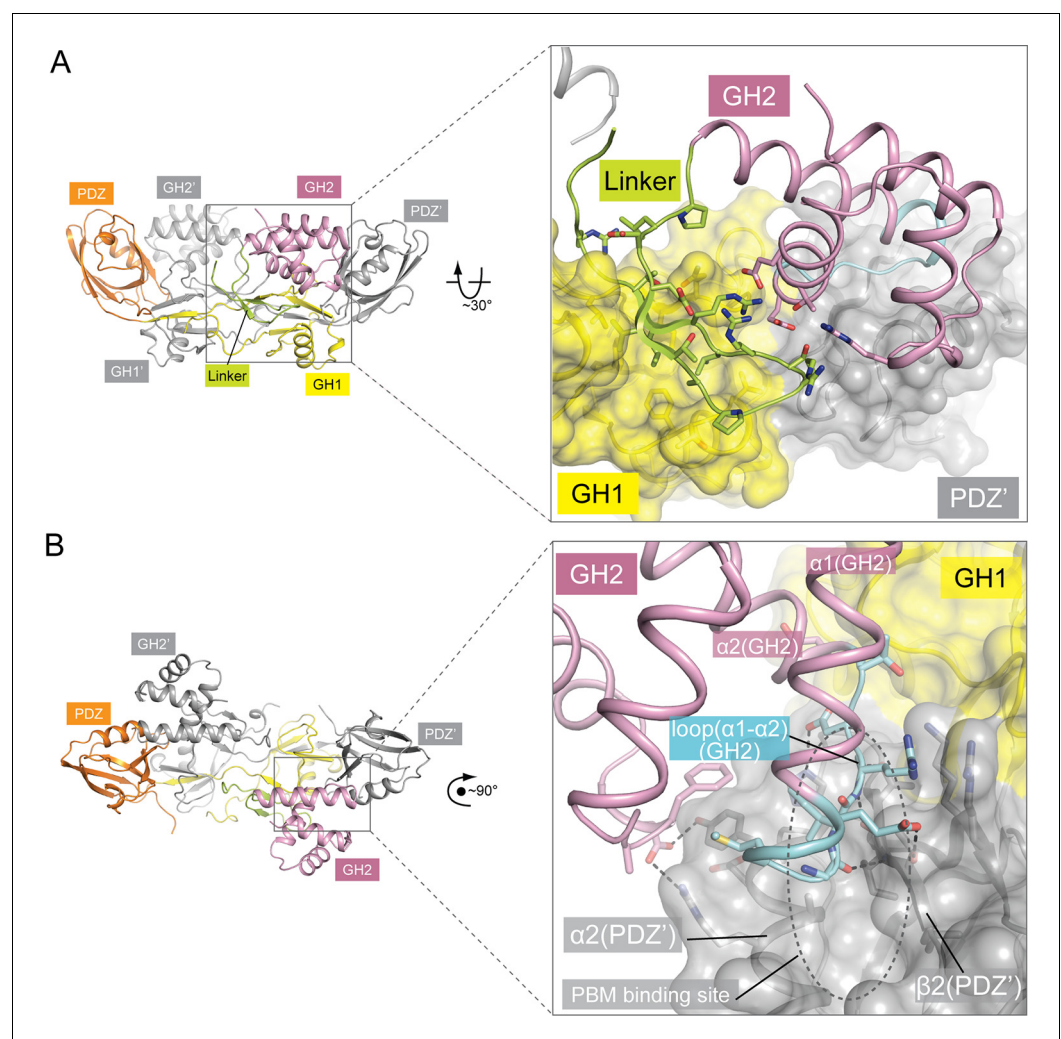 A
PDZ
GH2'
GH2
PDZ'
GH1'
Linker
GH1
~30°
GH2
Linker
GH1
PDZ'
B
GH2'
PDZ
PDZ'
GH2
~90°
GH2
α1(GH2)
GH1
α2(GH2)
loop(α1-α2)
(GH2)
α2(PDZ')
PBM binding site
β2(PDZ')